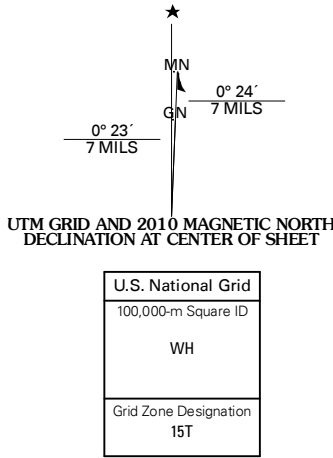 ★
MN
GN
0° 24´
7 MILS
0° 23´
7 MILS
UTM GRID AND 2010 MAGNETIC NORTH
DECLINATION AT CENTER OF SHEET
U.S. National Grid
100,000-m Square ID
WH
Grid Zone Designation
15T